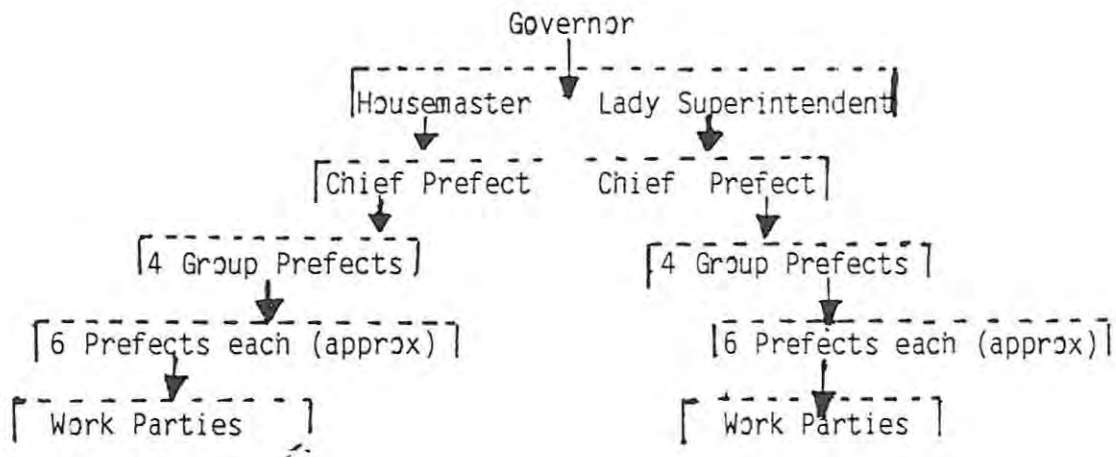 Governor
Housemaster Lady Superintendent
Chief Prefect Chief Prefect
4 Group Prefects 4 Group Prefects
6 Prefects each (approx) 6 Prefects each (approx)
Work Parties Work Parties